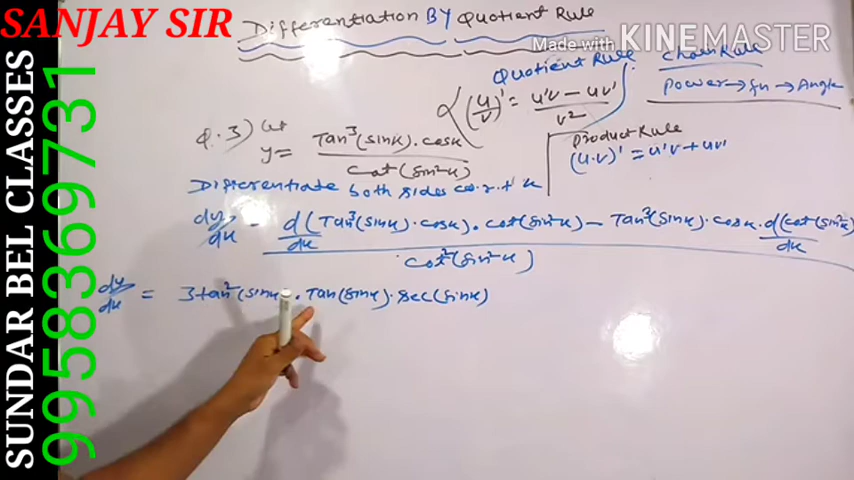 SANJAY SIR
SUNDAR BEL CLASSES
9958369731
Made with KINEMASTER
Differentiation BY Quotient Rule
Quotient Rule
(u/v)' = u'v - uv' / v²
Chain Rule
Power → fn → Angle
Product Rule
(u.v)' = u'v + uv'
Q.3) Let
y = Tan³(sinx).cosx / cot(sin²x)
Differentiate both sides w.r.t x
dy/dx = d(Tan³(sinx).cosx)/dx . cot(sin²x) - Tan³(sinx).cosx . d(cot(sin²x)/dx / cot²(sin²x)
dy/dx = 3tan²(sinx . Tan(sinx).sec(sinx)